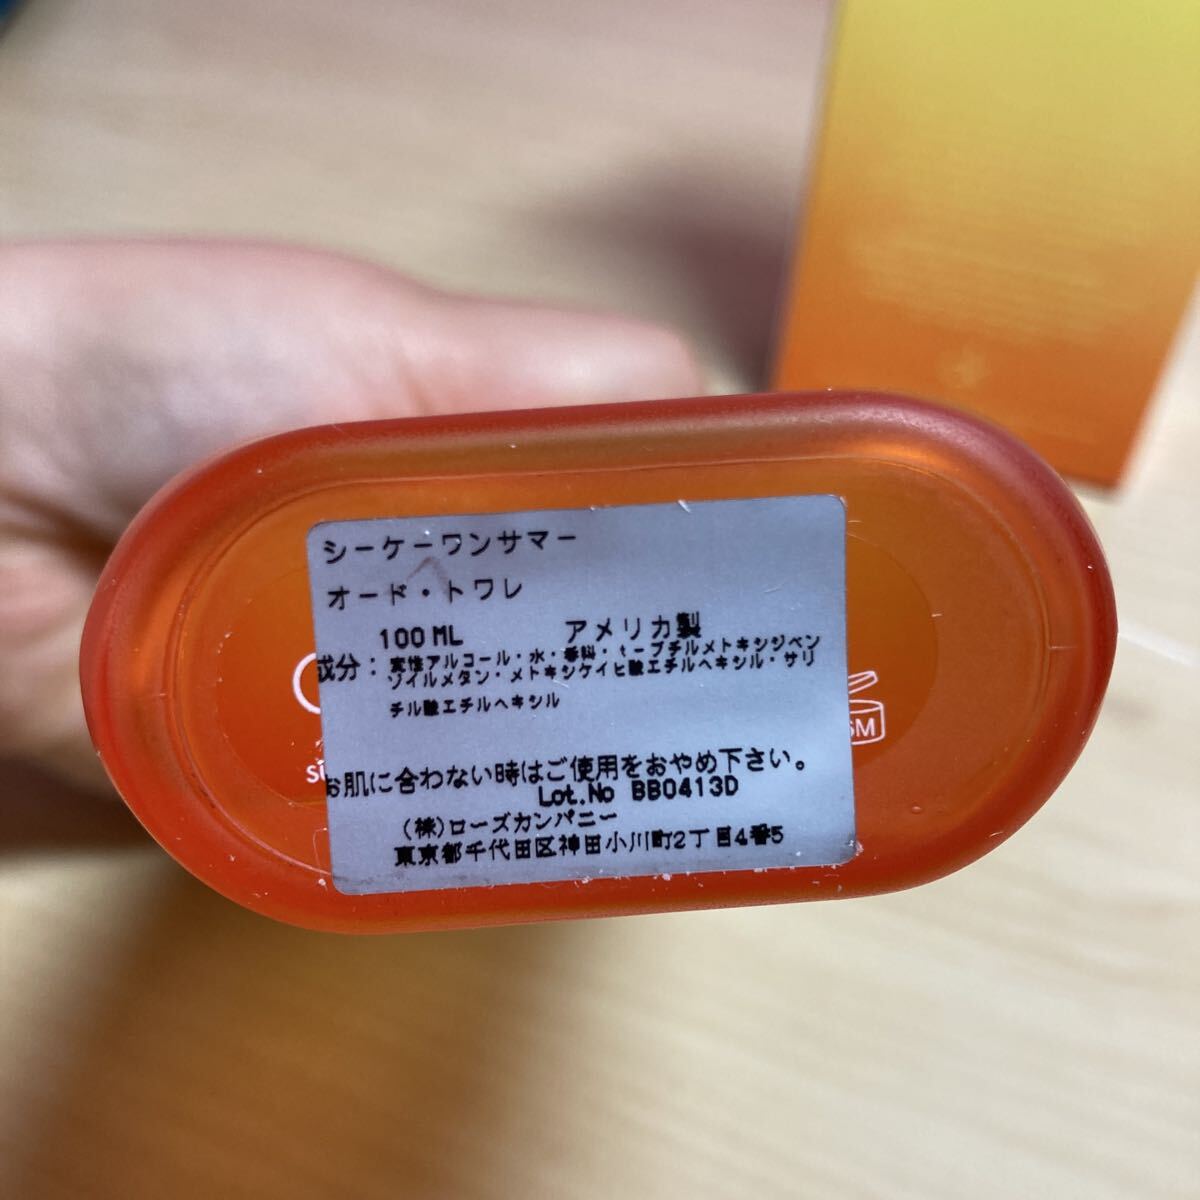 シーケーワンサマー
オード・トワレ
100 ML アメリカ製
成分: 変性アルコール・水・香料・t-ブチルメトキシジベン
ゾイルメタン・メトキシケイヒ酸エチルヘキシル・サリ
チル酸エチルヘキシル
お肌に合わない時はご使用をおやめ下さい。
Lot.No BB0413D
(株)ローズカンパニー
東京都千代田区神田小川町2丁目4番5